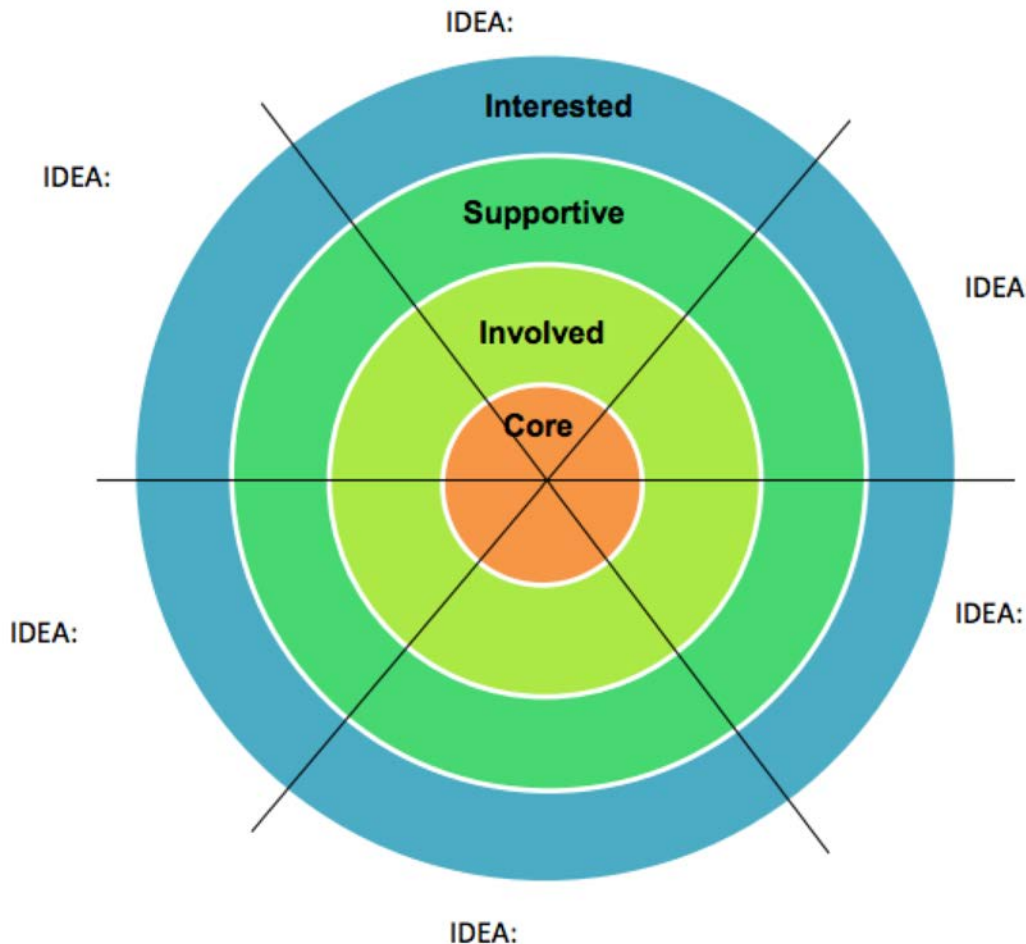 IDEA:
Interested
IDEA:
Supportive
IDEA
Involved
Core
IDEA:
IDEA:
IDEA: